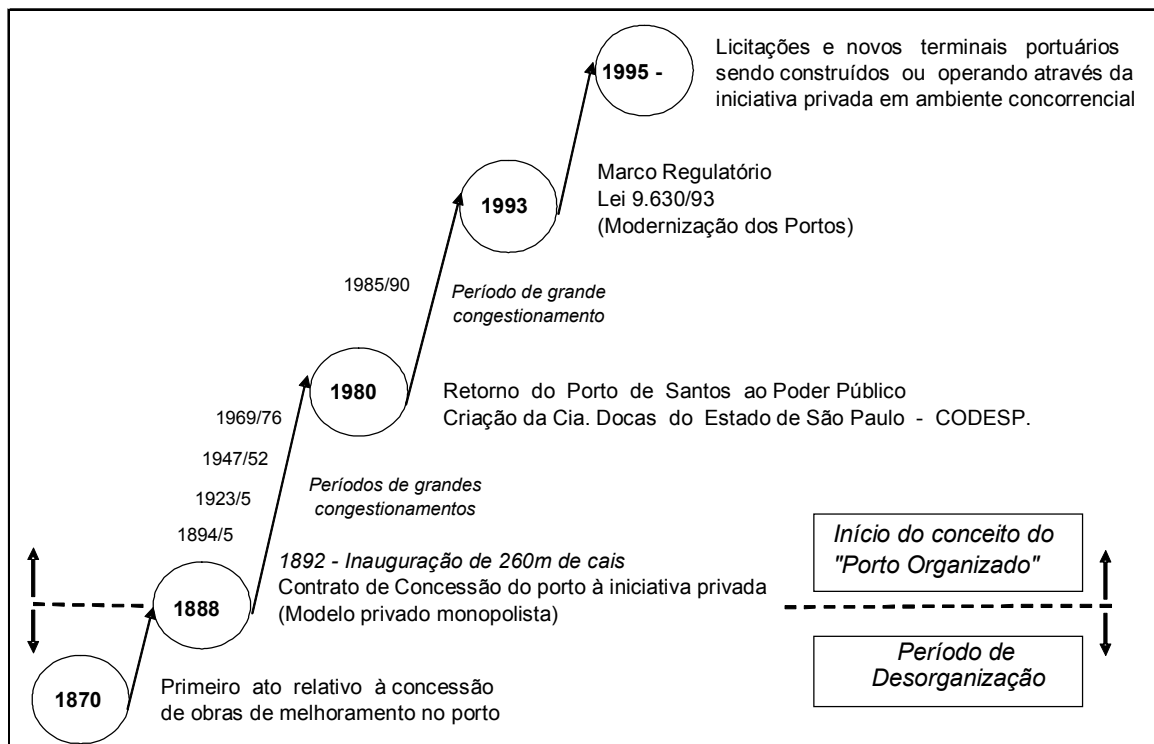 1995 -
Licitações e novos terminais portuários
sendo construídos ou operando através da
iniciativa privada em ambiente concorrencial
1993
Marco Regulatório
Lei 9.630/93
(Modernização dos Portos)
1985/90
Período de grande
congestionamento
1980
Retorno do Porto de Santos ao Poder Público
Criação da Cia. Docas do Estado de São Paulo - CODESP.
1969/76
1947/52
1923/5
1894/5
Períodos de grandes
congestionamentos
1888
1892 - Inauguração de 260m de cais
Contrato de Concessão do porto à iniciativa privada
(Modelo privado monopolista)
Início do conceito do
"Porto Organizado"
Período de
Desorganização
1870
Primeiro ato relativo à concessão
de obras de melhoramento no porto